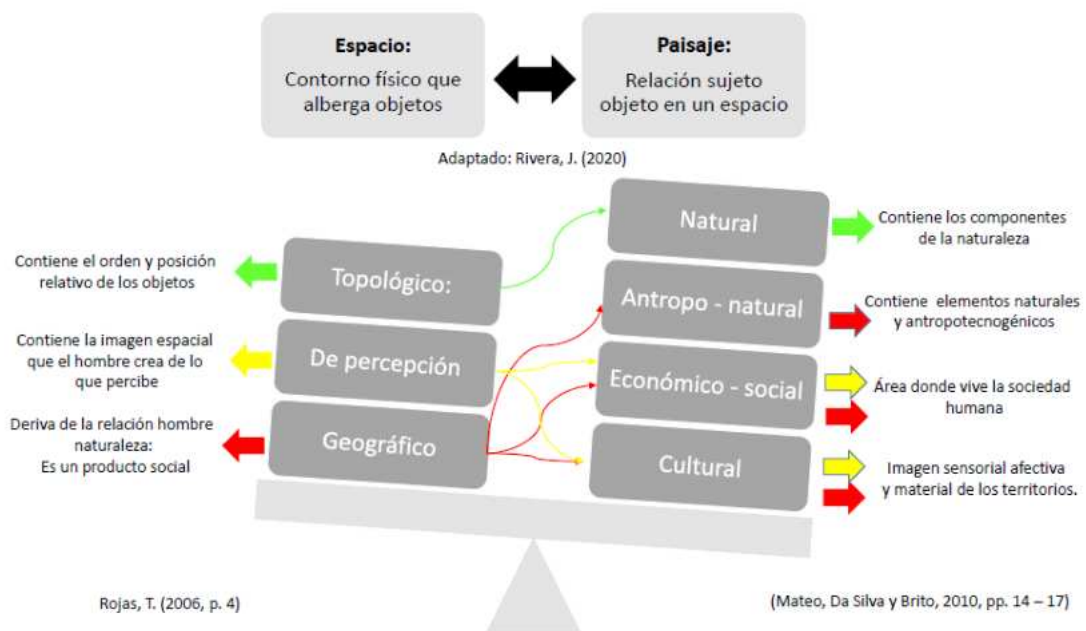 Espacio:
Contorno físico que
alberga objetos
Paisaje:
Relación sujeto
objeto en un espacio
Adaptado: Rivera, J. (2020)
Contiene el orden y posición
relativo de los objetos
Topológico:
Contiene la imagen espacial
que el hombre crea de lo
que percibe
De percepción
Deriva de la relación hombre
naturaleza:
Es un producto social
Geográfico
Natural
Contiene los componentes
de la naturaleza
Antropo - natural
Contiene elementos naturales
y antropotecnogénicos
Económico - social
Área donde vive la sociedad
humana
Cultural
Imagen sensorial afectiva
y material de los territorios.
Rojas, T. (2006, p. 4)
(Mateo, Da Silva y Brito, 2010, pp. 14 – 17)